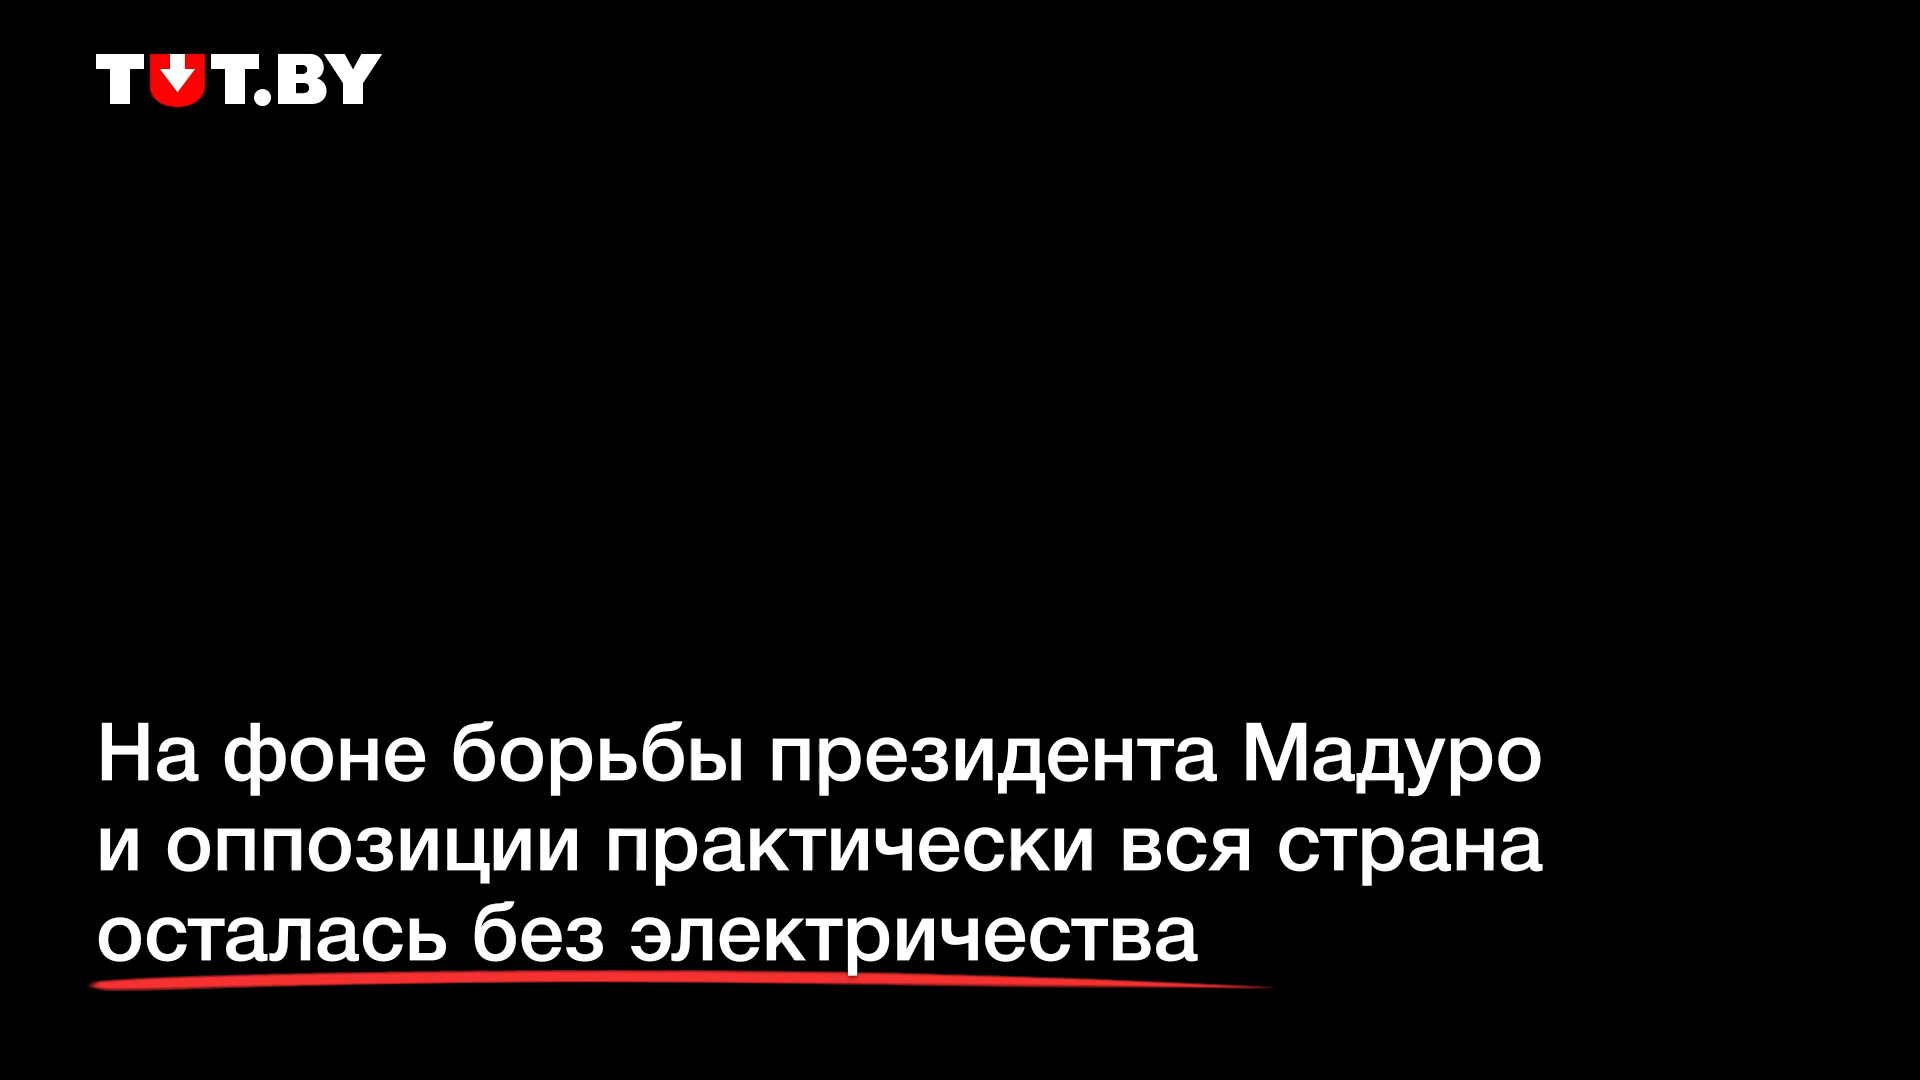 TUT.BY
На фоне борьбы президента Мадуро
и оппозиции практически вся страна
осталась без электричества